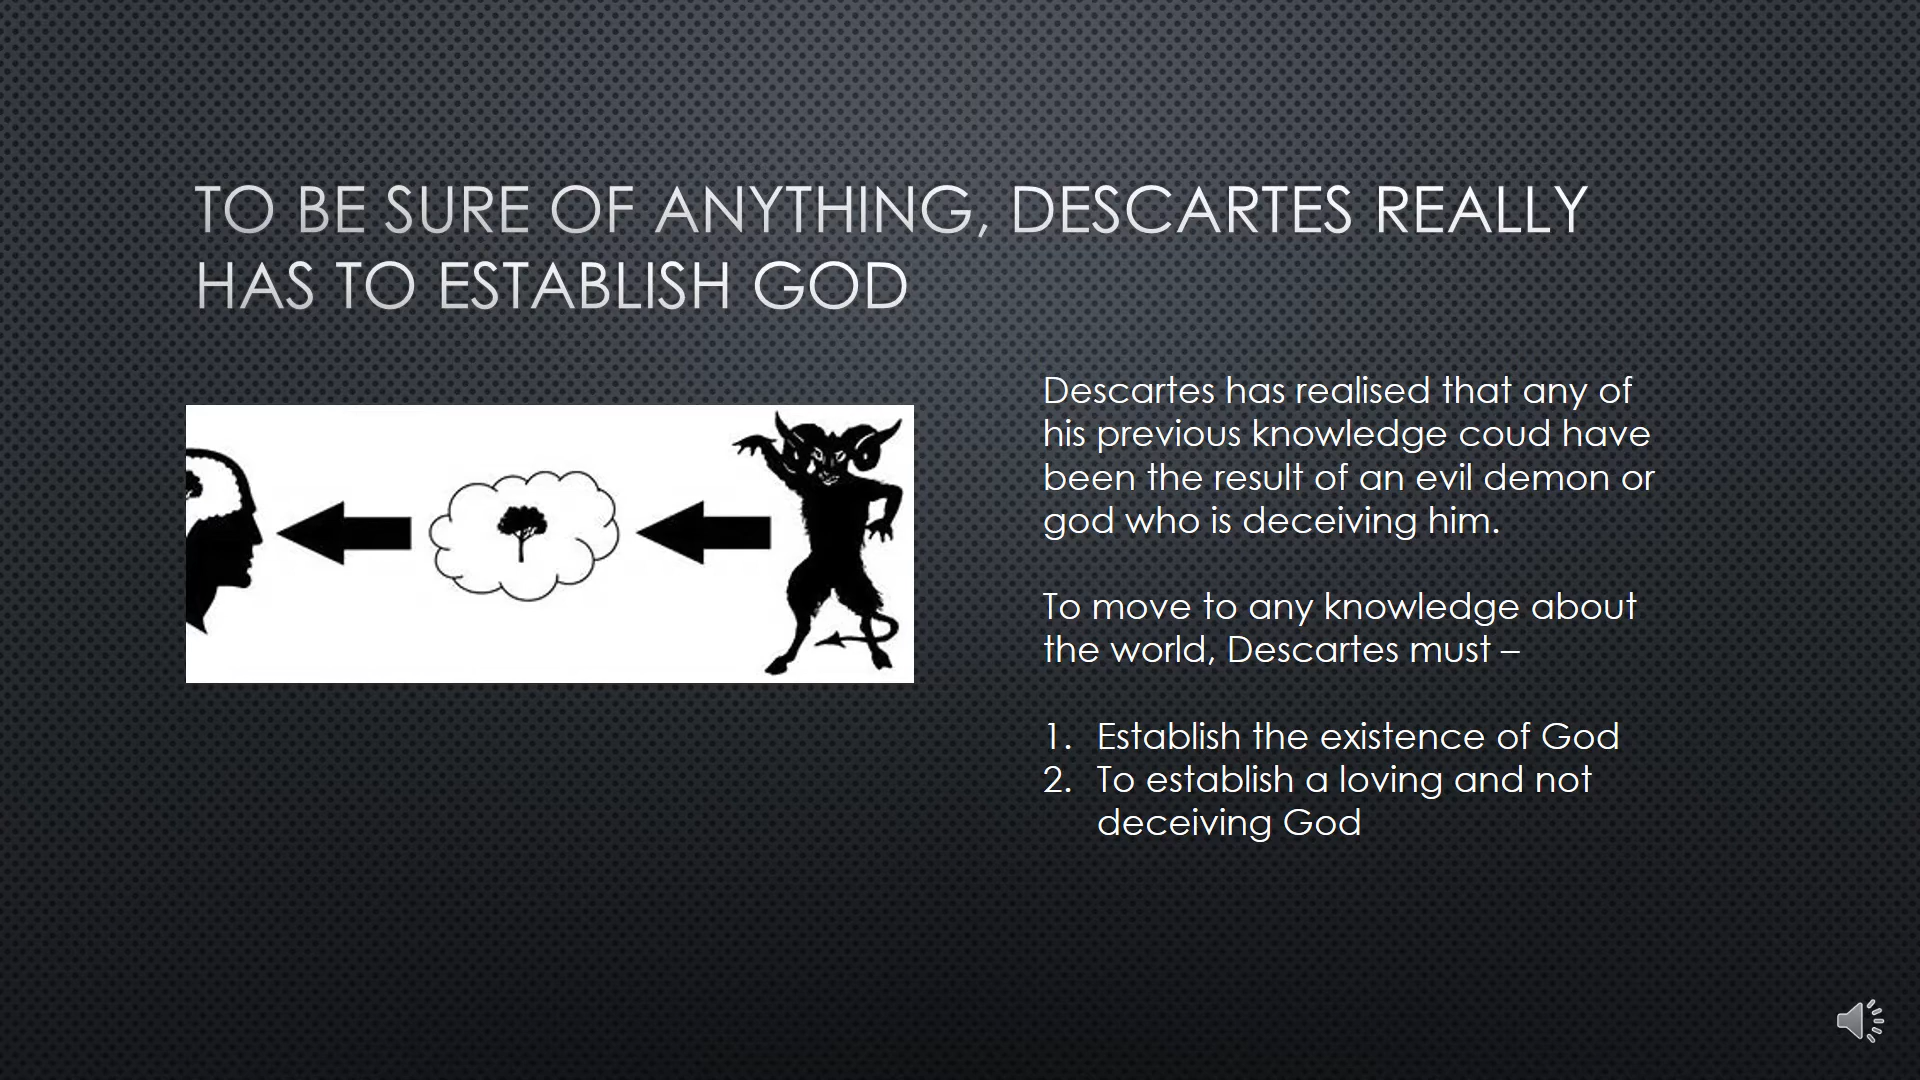 TO BE SURE OF ANYTHING, DESCARTES REALLY
HAS TO ESTABLISH GOD
Descartes has realised that any of
his previous knowledge coud have
been the result of an evil demon or
god who is deceiving him.
To move to any knowledge about
the world, Descartes must –
1. Establish the existence of God
2. To establish a loving and not
deceiving God